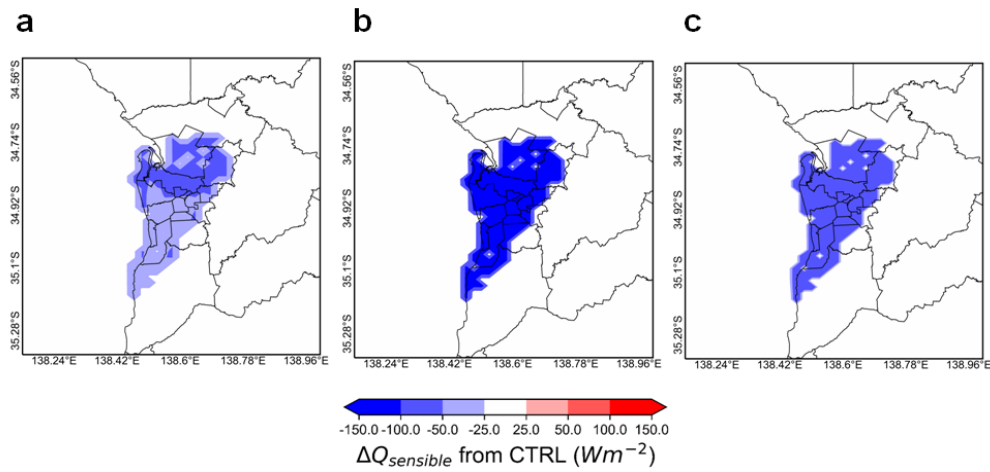 a
b
c
34.56°S
34.74°S
34.92°S
35.1°S
35.28°S
138.24°E 138.42°E 138.6°E 138.78°E 138.96°E
34.56°S
34.74°S
34.92°S
35.1°S
35.28°S
138.24°E 138.42°E 138.6°E 138.78°E 138.96°E
34.56°S
34.74°S
34.92°S
35.1°S
35.28°S
138.24°E 138.42°E 138.6°E 138.78°E 138.96°E
-150.0 -100.0 -50.0 -25.0 25.0 50.0 100.0 150.0
ΔQsensible from CTRL (Wm−2)